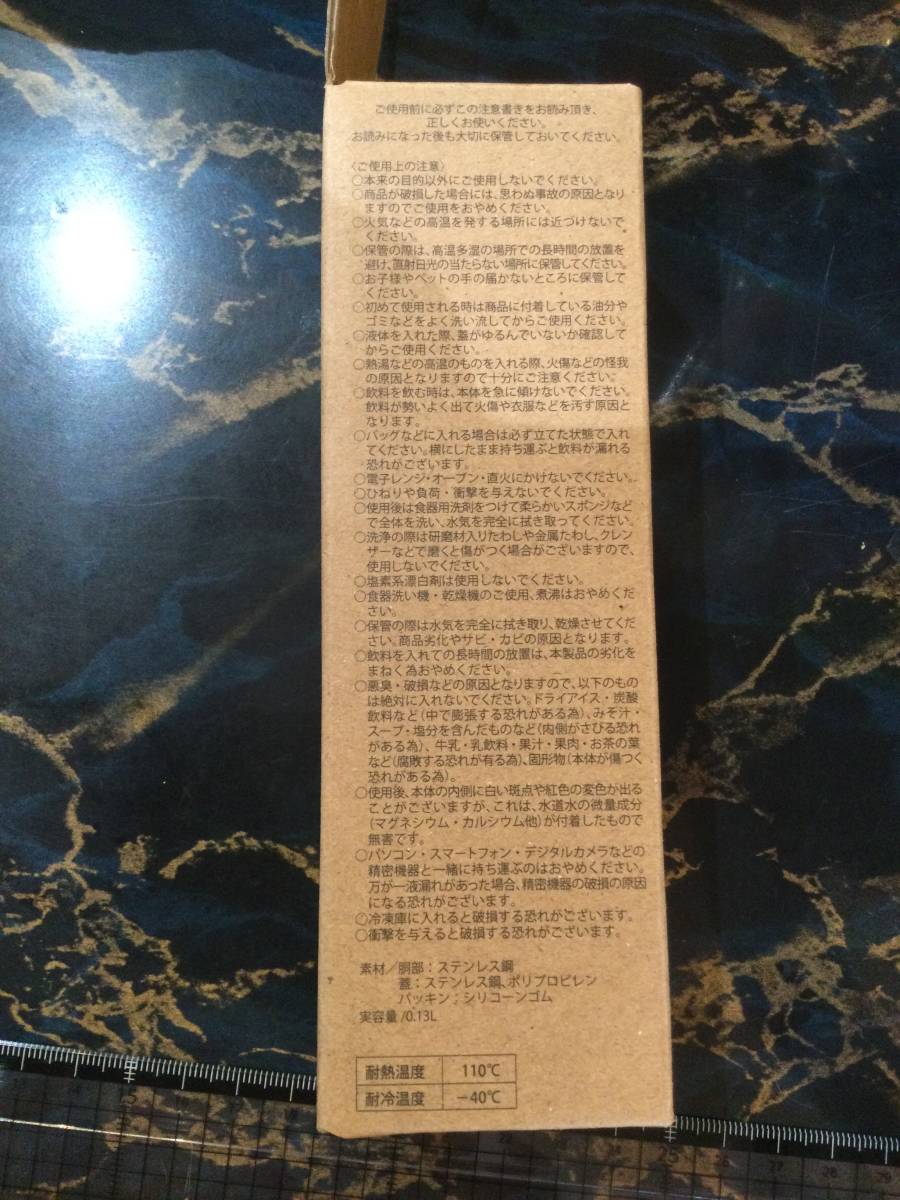 ご使用前に必ずこの注意書きをお読み頂き、
正しくお使いください。
お読みになった後も大切に保管しておいてください。
〈ご使用上の注意〉
○本来の目的以外にご使用しないでください。
○商品が破損した場合には、思わぬ事故の原因となり
ますのでご使用をおやめください。
○火気などの高温を発する場所には近づけないで
ください。
○保管の際は、高温多湿の場所での長時間の放置を
避け、直射日光の当たらない場所に保管してください。
○お子様やペットの手の届かないところに保管して
ください。
○初めて使用される時は商品に付着している油分や
ゴミなどをよく洗い流してからご使用ください。
○液体を入れた際、蓋がゆるんでいないか確認して
からご使用ください。
○熱湯などの高温のものを入れる際、火傷などの怪我
の原因となりますので十分にご注意ください。
○飲料を飲む時は、本体を急に傾けないでください。
飲料が勢いよく出て火傷や衣服などを汚す原因と
なります。
○バッグなどに入れる場合は必ず立てた状態で入れ
てください。横にしたまま持ち運ぶと飲料が漏れる
恐れがございます。
○電子レンジ・オーブン・直火にかけないでください。
○ひねりや負荷・衝撃を与えないでください。
○使用後は食器用洗剤をつけて柔らかいスポンジなど
で全体を洗い、水気を完全に拭き取ってください。
○洗浄の際は研磨材入りたわしや金属たわし、クレン
ザーなどで磨くと傷がつく場合がございますので、
使用しないでください。
○塩素系漂白剤は使用しないでください。
○食器洗い機・乾燥機のご使用、煮沸はおやめくだ
さい。
○保管の際は水気を完全に拭き取り、乾燥させてくだ
さい。商品劣化やサビ・カビの原因となります。
○飲料を入れての長時間の放置は、本製品の劣化を
まねく為おやめください。
○悪臭・破損などの原因となりますので、以下のもの
は絶対に入れないでください。ドライアイス・炭酸
飲料など(中で膨張する恐れがある為)、みそ汁・
スープ・塩分を含んだものなど(内側がさびる恐れ
がある為)、牛乳・乳飲料・果汁・果肉・お茶の葉
など(腐敗する恐れが有る為)、固形物(本体が傷つく
恐れがある為)。
○使用後、本体の内側に白い斑点や紅色の変色が出る
ことがございますが、これは、水道水の微量成分
(マグネシウム・カルシウム他)が付着したもので
無害です。
○パソコン・スマートフォン・デジタルカメラなどの
精密機器と一緒に持ち運ぶのはおやめください。
万が一液漏れがあった場合、精密機器の破損の原因
になる恐れがございます。
○冷凍庫に入れると破損する恐れがございます。
○衝撃を与えると破損する恐れがございます。
素材/胴部:ステンレス鋼
蓋:ステンレス鋼、ポリプロピレン
パッキン:シリコーンゴム
実容量/0.13L
耐熱温度 110℃
耐冷温度 −40℃
25
26
27
28
29